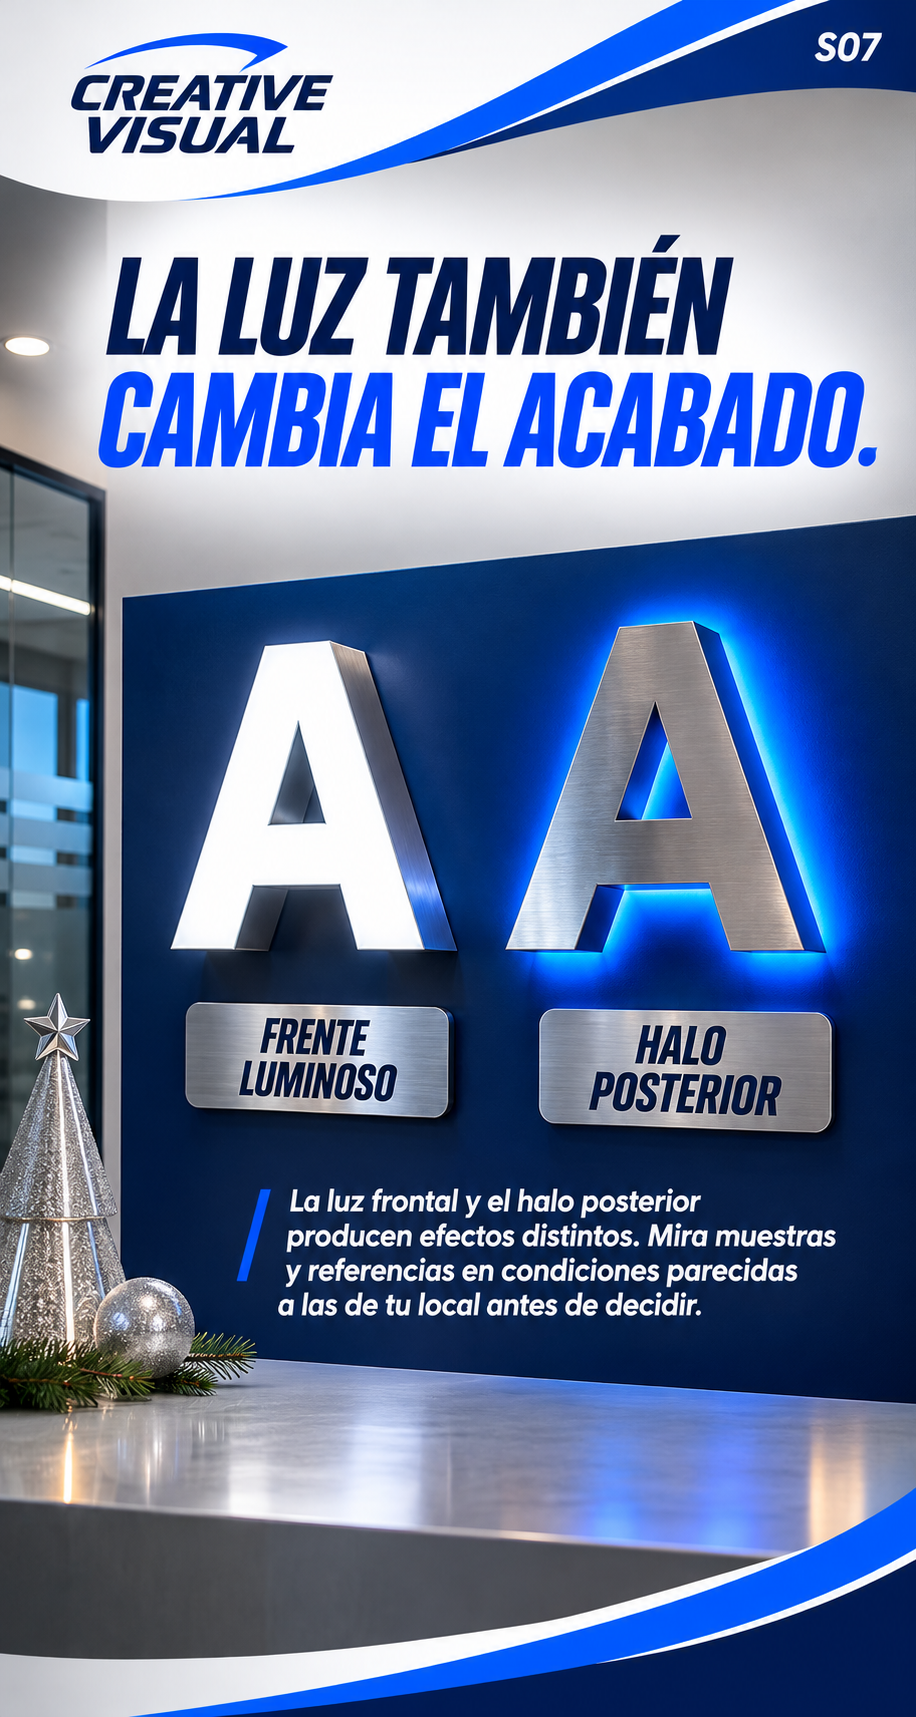 CREATIVE
VISUAL
S07
LA LUZ TAMBIÉN
CAMBIA EL ACABADO.
FRENTE
LUMINOSO
HALO
POSTERIOR
La luz frontal y el halo posterior
producen efectos distintos. Mira muestras
y referencias en condiciones parecidas
a las de tu local antes de decidir.